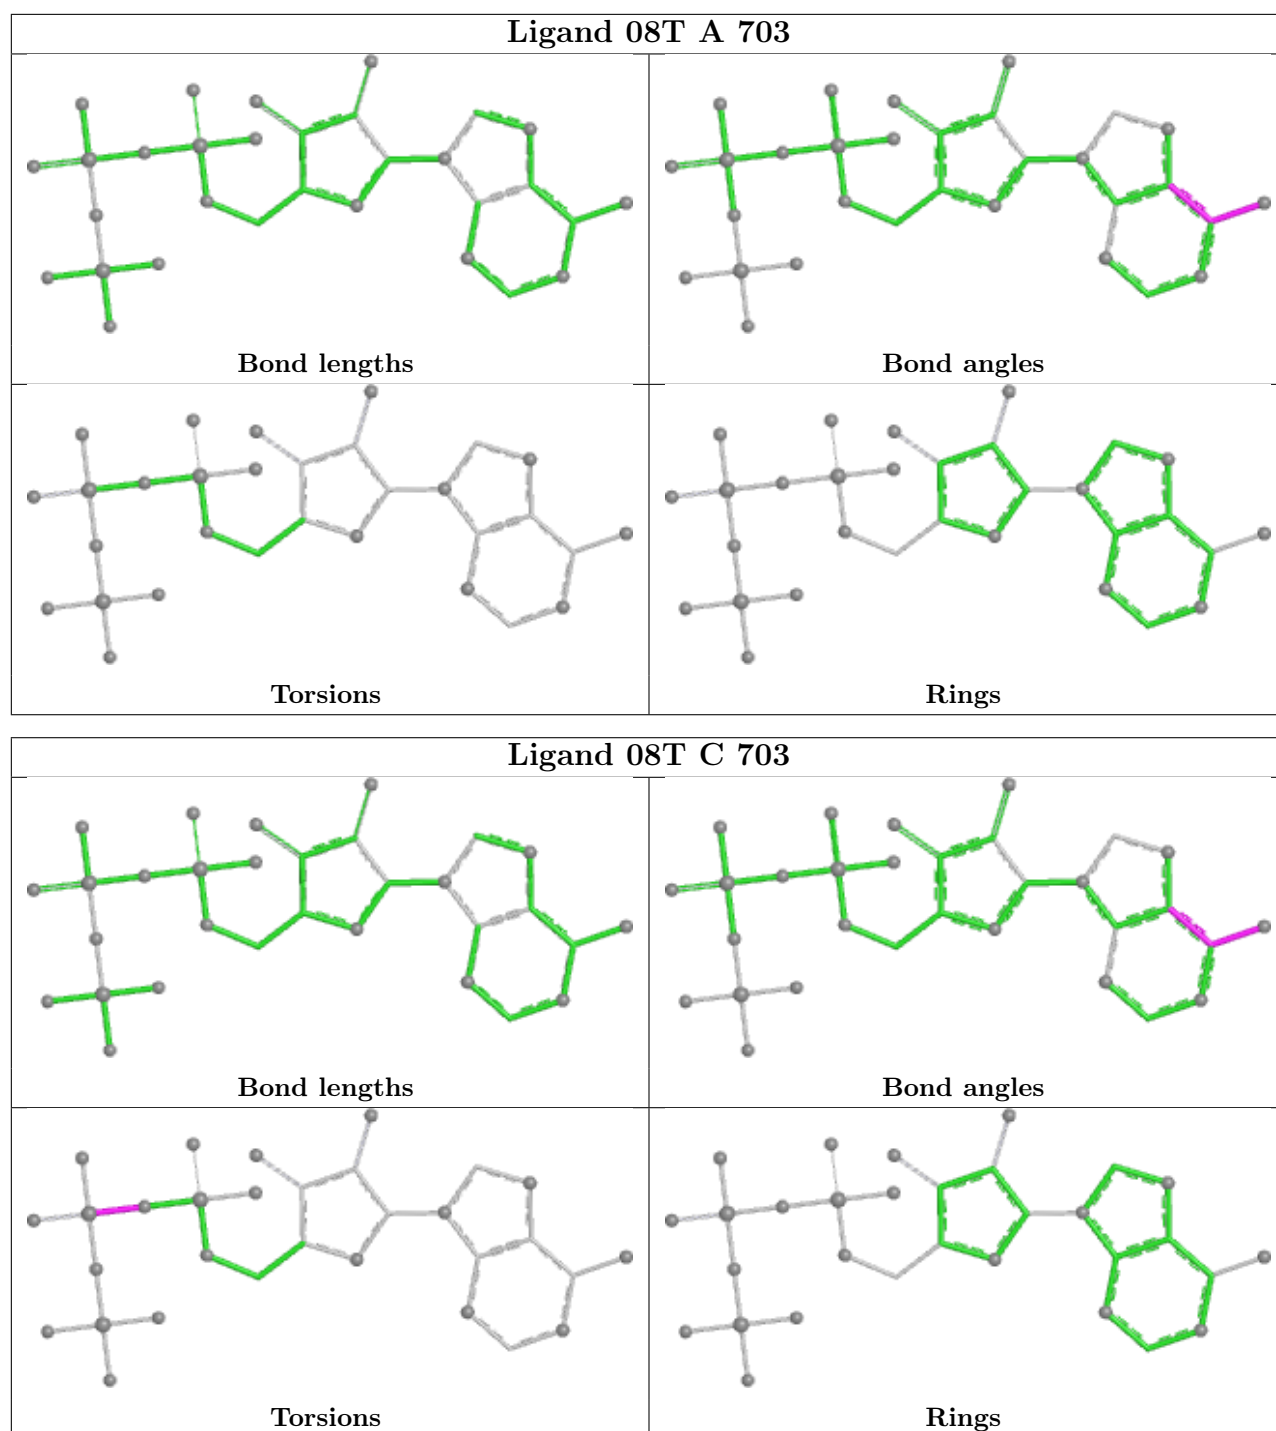 Ligand 08T A 703
Bond lengths
Bond angles
Torsions
Rings
Ligand 08T C 703
Bond lengths
Bond angles
Torsions
Rings